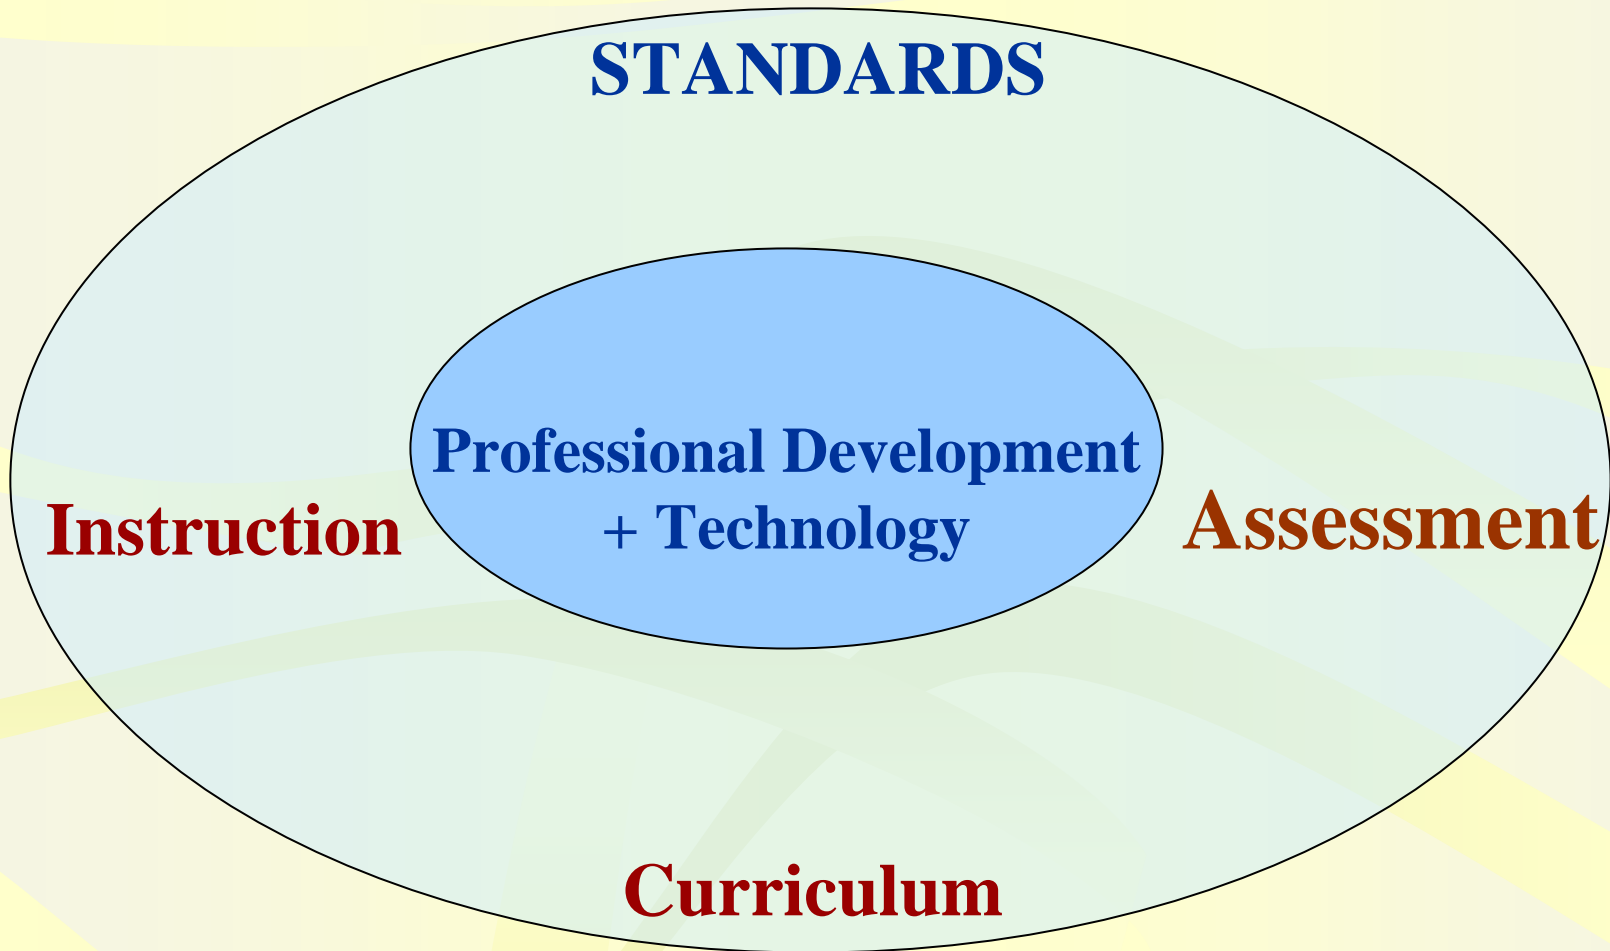 STANDARDS
Professional Development
+ Technology
Instruction
Assessment
Curriculum